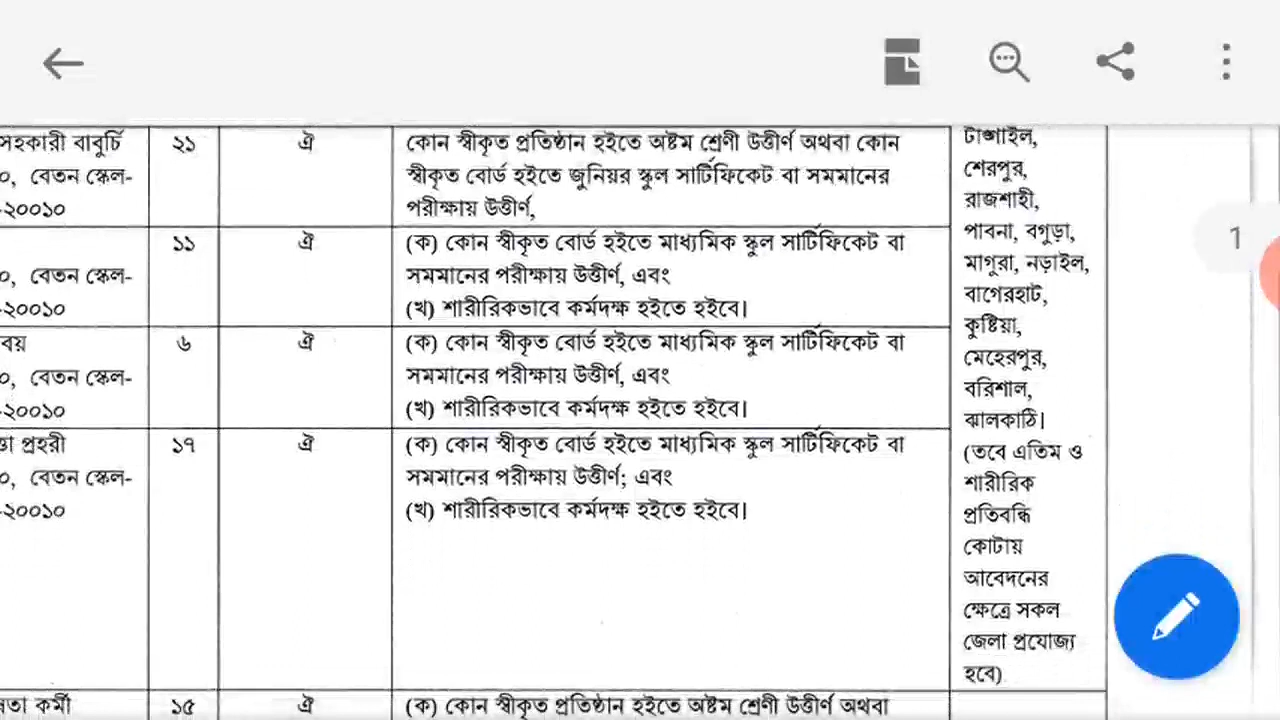 সহকারী বাবুর্চি
০, বেতন স্কেল-
-২০০১০
২১
ঐ
কোন স্বীকৃত প্রতিষ্ঠান হইতে অষ্টম শ্রেণী উত্তীর্ণ অথবা কোন
স্বীকৃত বোর্ড হইতে জুনিয়র স্কুল সার্টিফিকেট বা সমমানের
পরীক্ষায় উত্তীর্ণ,
০, বেতন স্কেল-
-২০০১০
১১
ঐ
(ক) কোন স্বীকৃত বোর্ড হইতে মাধ্যমিক স্কুল সার্টিফিকেট বা
সমমানের পরীক্ষায় উত্তীর্ণ, এবং
(খ) শারীরিকভাবে কর্মদক্ষ হইতে হইবে।
বয়
০, বেতন স্কেল-
-২০০১০
৬
ঐ
(ক) কোন স্বীকৃত বোর্ড হইতে মাধ্যমিক স্কুল সার্টিফিকেট বা
সমমানের পরীক্ষায় উত্তীর্ণ, এবং
(খ) শারীরিকভাবে কর্মদক্ষ হইতে হইবে।
প্রহরী
০, বেতন স্কেল-
-২০০১০
১৭
ঐ
(ক) কোন স্বীকৃত বোর্ড হইতে মাধ্যমিক স্কুল সার্টিফিকেট বা
সমমানের পরীক্ষায় উত্তীর্ণ; এবং
(খ) শারীরিকভাবে কর্মদক্ষ হইতে হইবে।
কর্মী
১৫
ঐ
(ক) কোন স্বীকৃত প্রতিষ্ঠান হইতে অষ্টম শ্রেণী উত্তীর্ণ অথবা
টাঙ্গাইল,
শেরপুর,
রাজশাহী,
পাবনা, বগুড়া,
মাগুরা, নড়াইল,
বাগেরহাট,
কুষ্টিয়া,
মেহেরপুর,
বরিশাল,
ঝালকাঠি।
(তবে এতিম ও
শারীরিক
প্রতিবন্ধি
কোটায়
আবেদনের
ক্ষেত্রে সকল
জেলা প্রযোজ্য
হবে)
1